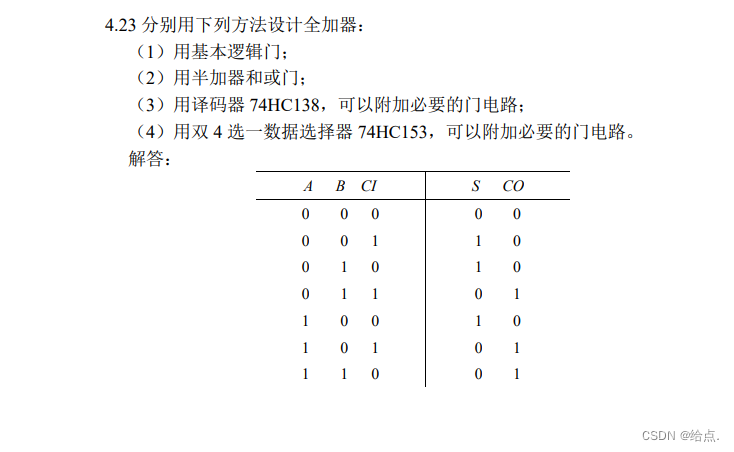 4.23 分别用下列方法设计全加器：
（1）用基本逻辑门；
（2）用半加器和或门；
（3）用译码器 74HC138，可以附加必要的门电路；
（4）用双 4 选一数据选择器 74HC153，可以附加必要的门电路。
解答：
A B CI S CO
0 0 0 0 0
0 0 1 1 0
0 1 0 1 0
0 1 1 0 1
1 0 0 1 0
1 0 1 0 1
1 1 0 0 1
CSDN @给点.